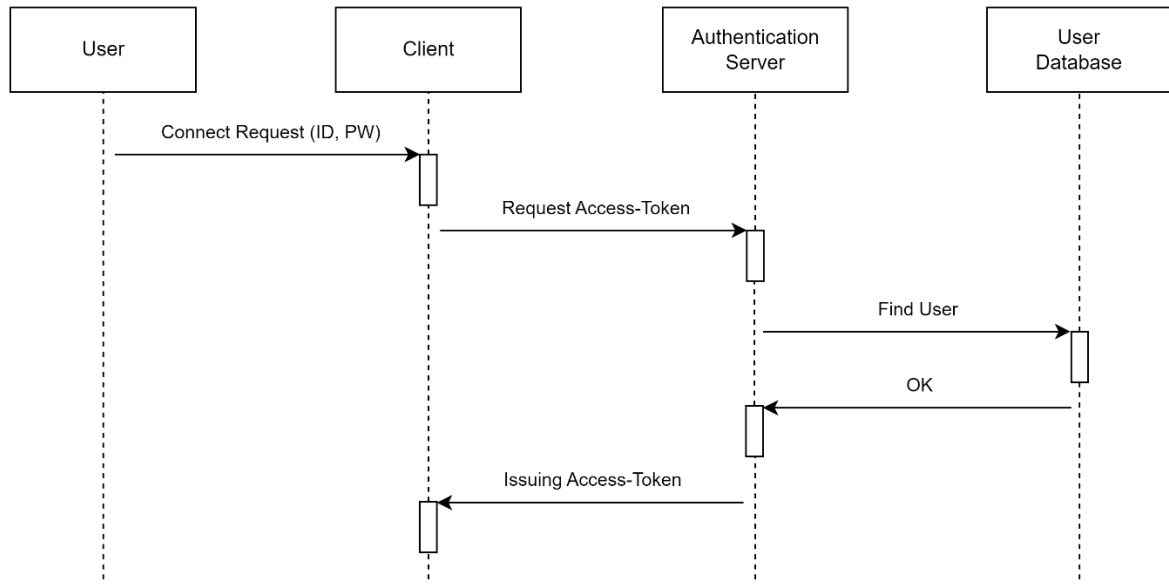 User
Client
Authentication
Server
User
Database
Connect Request (ID, PW)
Request Access-Token
Find User
OK
Issuing Access-Token